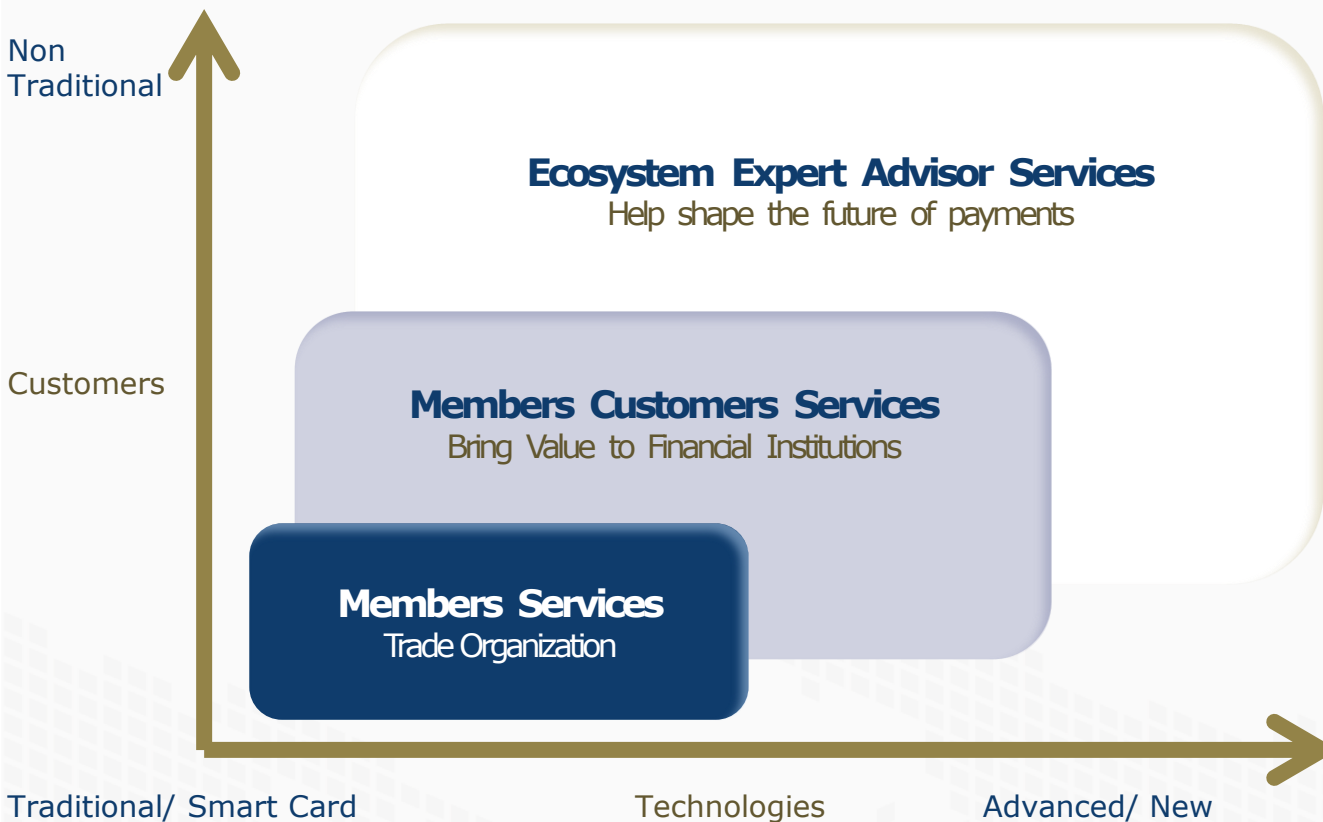 Non
Traditional
Ecosystem Expert Advisor Services
Help shape the future of payments
Customers
Members Customers Services
Bring Value to Financial Institutions
Members Services
Trade Organization
Traditional/ Smart Card
Technologies
Advanced/ New